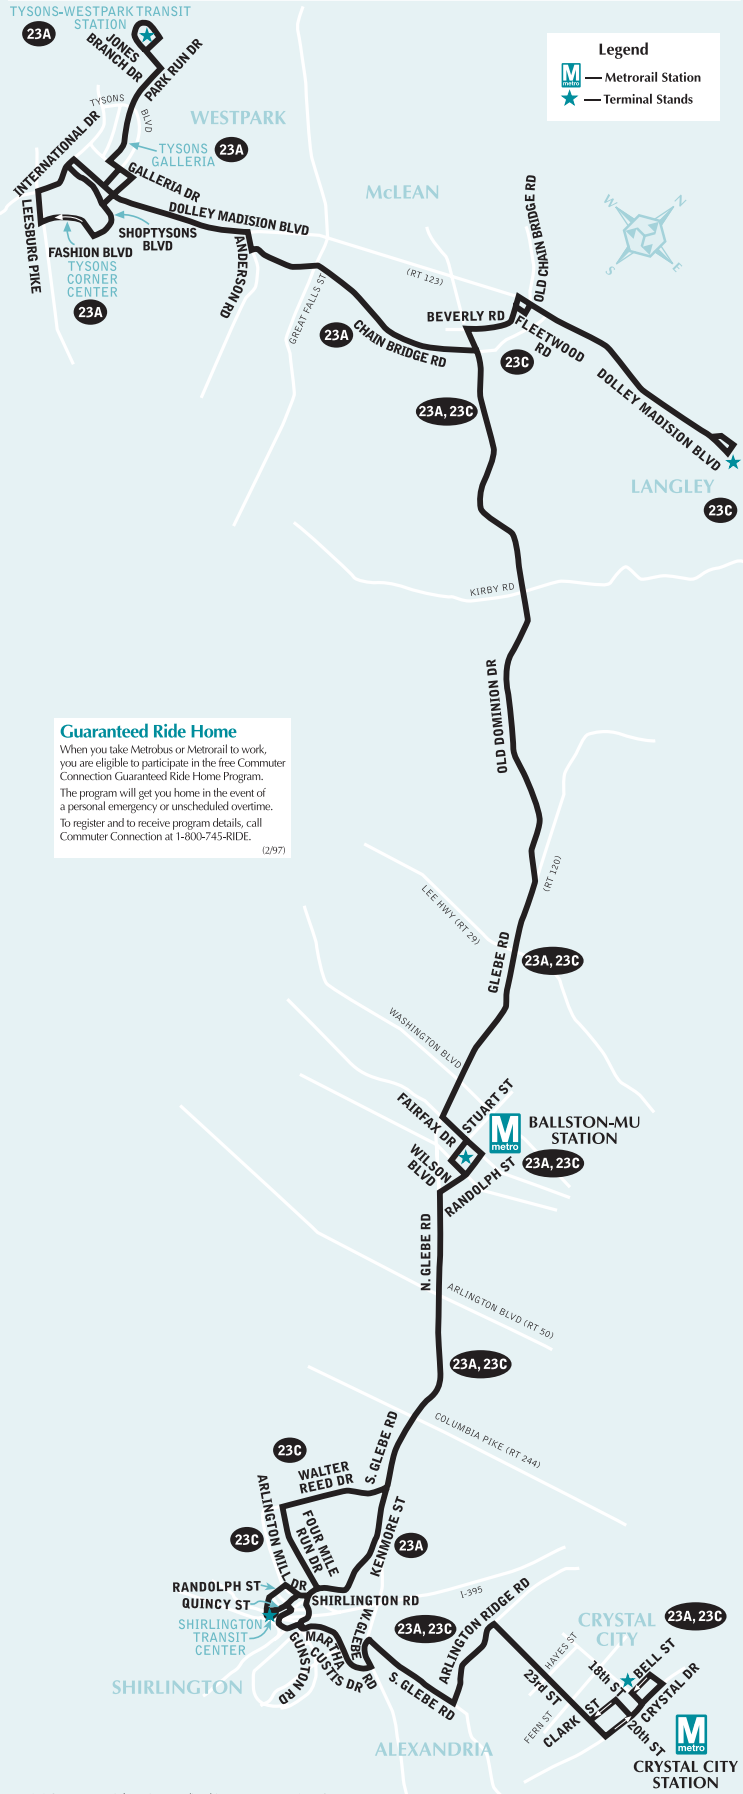 TYSONS-WESTPARK TRANSIT
STATION
23A
JONES
BRANCH DR
PARK RUN DR
Legend
M
metro
Metrorail Station
Terminal Stands
TYSONS
BLVD
WESTPARK
INTERNATIONAL DR
TYSONS
GALLERIA
23A
GALLERIA DR
McLEAN
OLD CHAIN BRIDGE RD
N
W
S
E
LEESBURG PIKE
DOLLEY MADISION BLVD
SHOPTYSONS
BLVD
FASHION BLVD
TYSONS
CORNER
CENTER
23A
ANDERSON RD
GREAT FALLS ST
(RT 123)
23A
CHAIN BRIDGE RD
BEVERLY RD
FLEETWOOD
RD
23C
DOLLEY MADISION BLVD
23A, 23C
LANGLEY
23C
KIRBY RD
OLD DOMINION DR
Guaranteed Ride Home
When you take Metrobus or Metrorail to work,
you are eligible to participate in the free Commuter
Connection Guaranteed Ride Home Program.
The program will get you home in the event of
a personal emergency or unscheduled overtime.
To register and to receive program details, call
Commuter Connection at 1-800-745-RIDE.
(2/97)
(RT 120)
LEE HWY (RT 29)
GLEBE RD
23A, 23C
WASHINGTON BLVD
FAIRFAX DR
STUART ST
M
metro
BALLSTON-MU
STATION
23A, 23C
WILSON
BLVD
RANDOLPH ST
N. GLEBE RD
ARLINGTON BLVD (RT 50)
23A, 23C
COLUMBIA PIKE (RT 244)
S. GLEBE RD
23C
WALTER
REED DR
ARLINGTON MILL DR
FOUR MILE
RUN DR
KENMORE ST
23C
23A
RANDOLPH ST
QUINCY ST
SHIRLINGTON RD
SHIRLINGTON
TRANSIT
CENTER
I-395
W.GLEBE
RD
23A, 23C
ARLINGTON RIDGE RD
GUNSTON RD
MARTHA
CUSTIS DR
S. GLEBE RD
SHIRLINGTON
ALEXANDRIA
CRYSTAL
CITY
23A, 23C
HAYES ST
23rd ST
18th ST
BELL ST
CRYSTAL DR
FERN ST
CLARK ST
20th ST
M
metro
CRYSTAL CITY
STATION